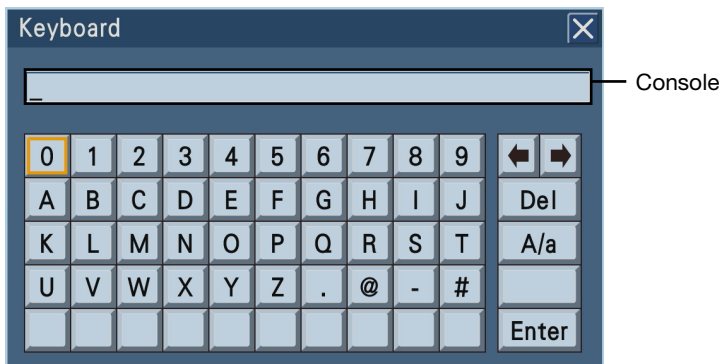 Keyboard
_
Console
0 1 2 3 4 5 6 7 8 9
A B C D E F G H I J Del
K L M N O P Q R S T A/a
U V W X Y Z . @ - #
Enter